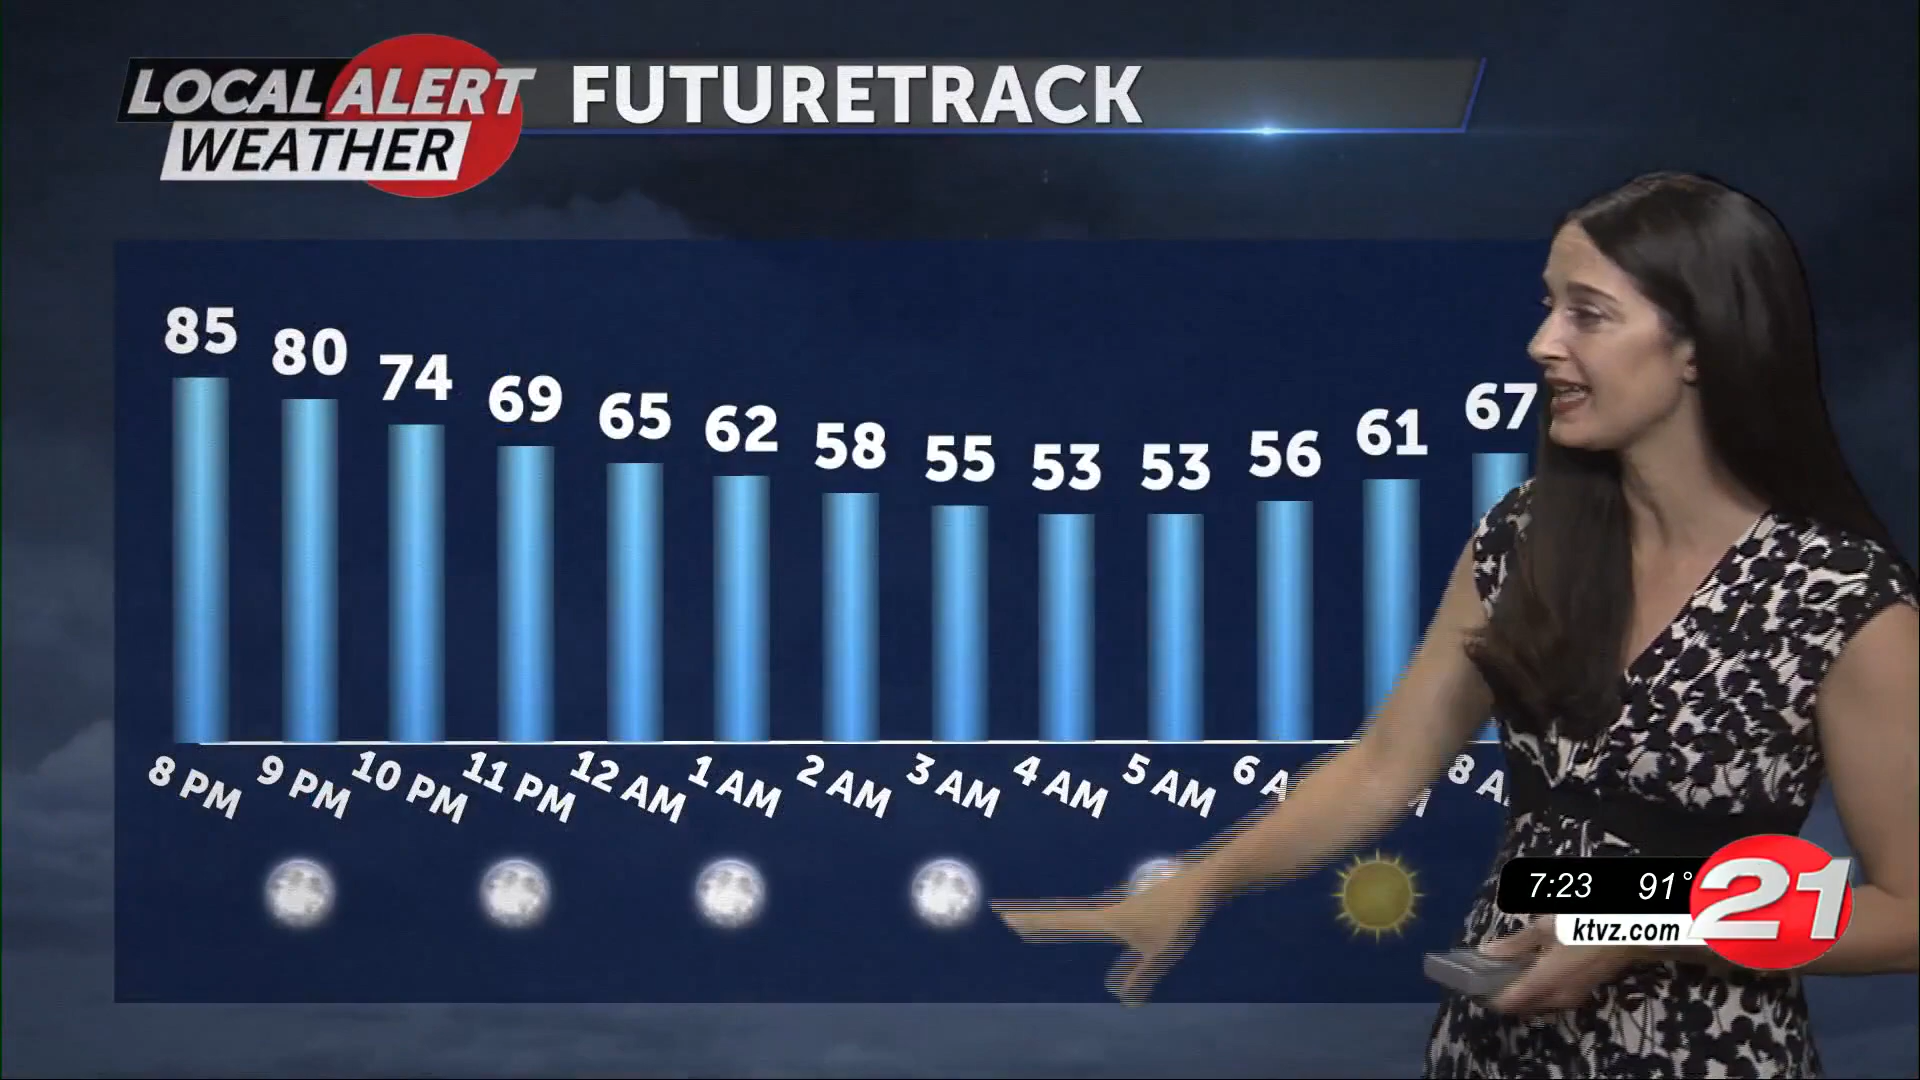 LOCAL ALERT
WEATHER
FUTURETRACK
85 80 74 69 65 62 58 55 53 53 56 61 67
8 PM 9 PM 10 PM 11 PM 12 AM 1 AM 2 AM 3 AM 4 AM 5 AM 6 A M 8 A
7:23 91°
21
ktvz.com